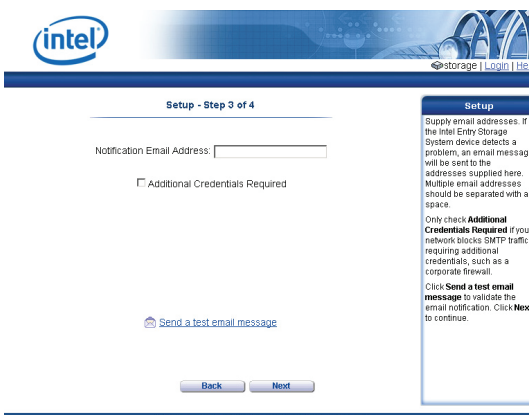 intel
storage | Login | He
Setup - Step 3 of 4
Notification Email Address:
Additional Credentials Required
Send a test email message
Back Next
Setup
Supply email addresses. If
the Intel Entry Storage
System device detects a
problem, an email messag
will be sent to the
addresses supplied here.
Multiple email addresses
should be separated with a
space.
Only check Additional
Credentials Required if you
network blocks SMTP traffic
requiring additional
credentials, such as a
corporate firewall.
Click Send a test email
message to validate the
email notification. Click Nex
to continue.